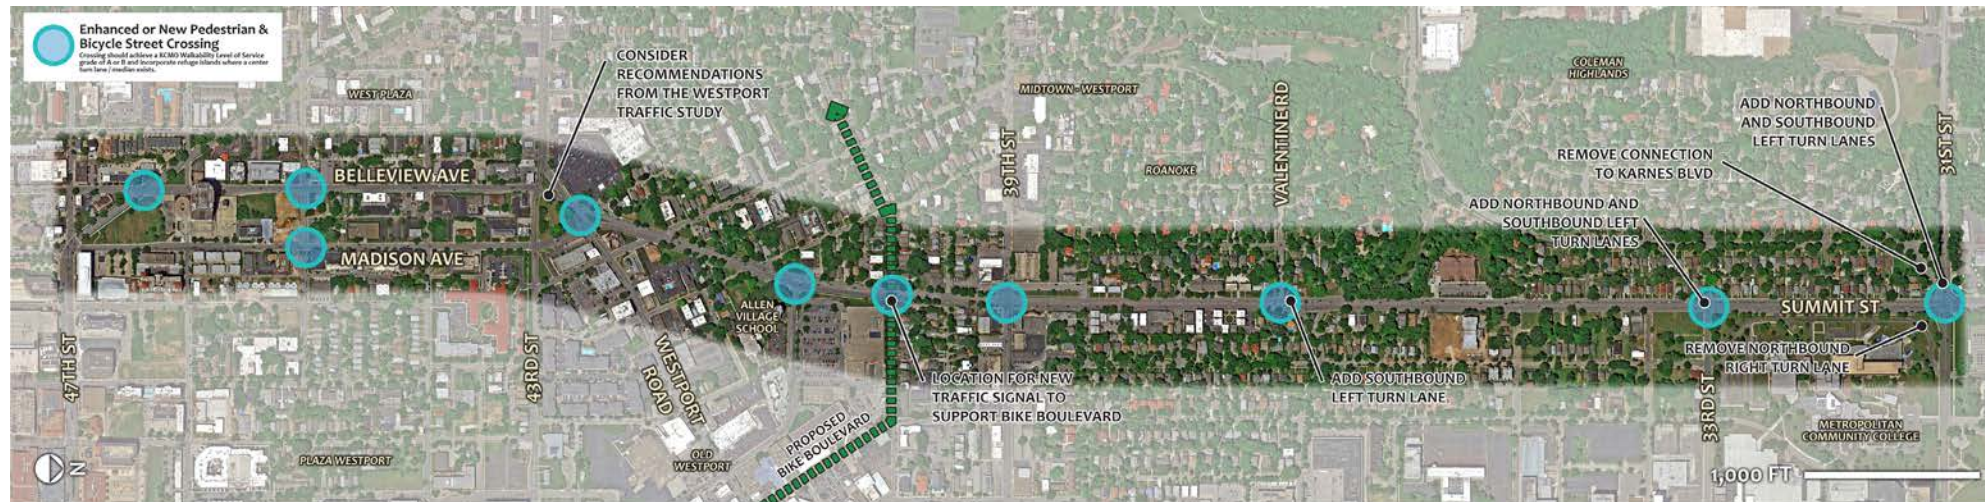 Enhanced or New Pedestrian &
Bicycle Street Crossing
Crossing should achieve a KCMO Walkability Level of Service
grade of A or B and incorporate refuge islands where a center
turn lane / median exists.
CONSIDER
RECOMMENDATIONS
FROM THE WESTPORT
TRAFFIC STUDY
WEST PLAZA
MIDTOWN - WESTPORT
COLEMAN
HIGHLANDS
ADD NORTHBOUND
AND SOUTHBOUND
LEFT TURN LANES
REMOVE CONNECTION
TO KARNES BLVD
ADD NORTHBOUND AND
SOUTHBOUND LEFT
TURN LANES
39TH ST
VALENTINE RD
31ST ST
ROANOKE
BELLEVIEW AVE
MADISON AVE
SUMMIT ST
ALLEN
VILLAGE
SCHOOL
47TH ST
43RD ST
WESTPORT
ROAD
33RD ST
REMOVE NORTHBOUND
RIGHT TURN LANE
LOCATION FOR NEW
TRAFFIC SIGNAL TO
SUPPORT BIKE BOULEVARD
ADD SOUTHBOUND
LEFT TURN LANE
PROPOSED
BIKE BOULEVARD
PLAZA WESTPORT
OLD
WESTPORT
METROPOLITAN
COMMUNITY COLLEGE
N
1,000 FT